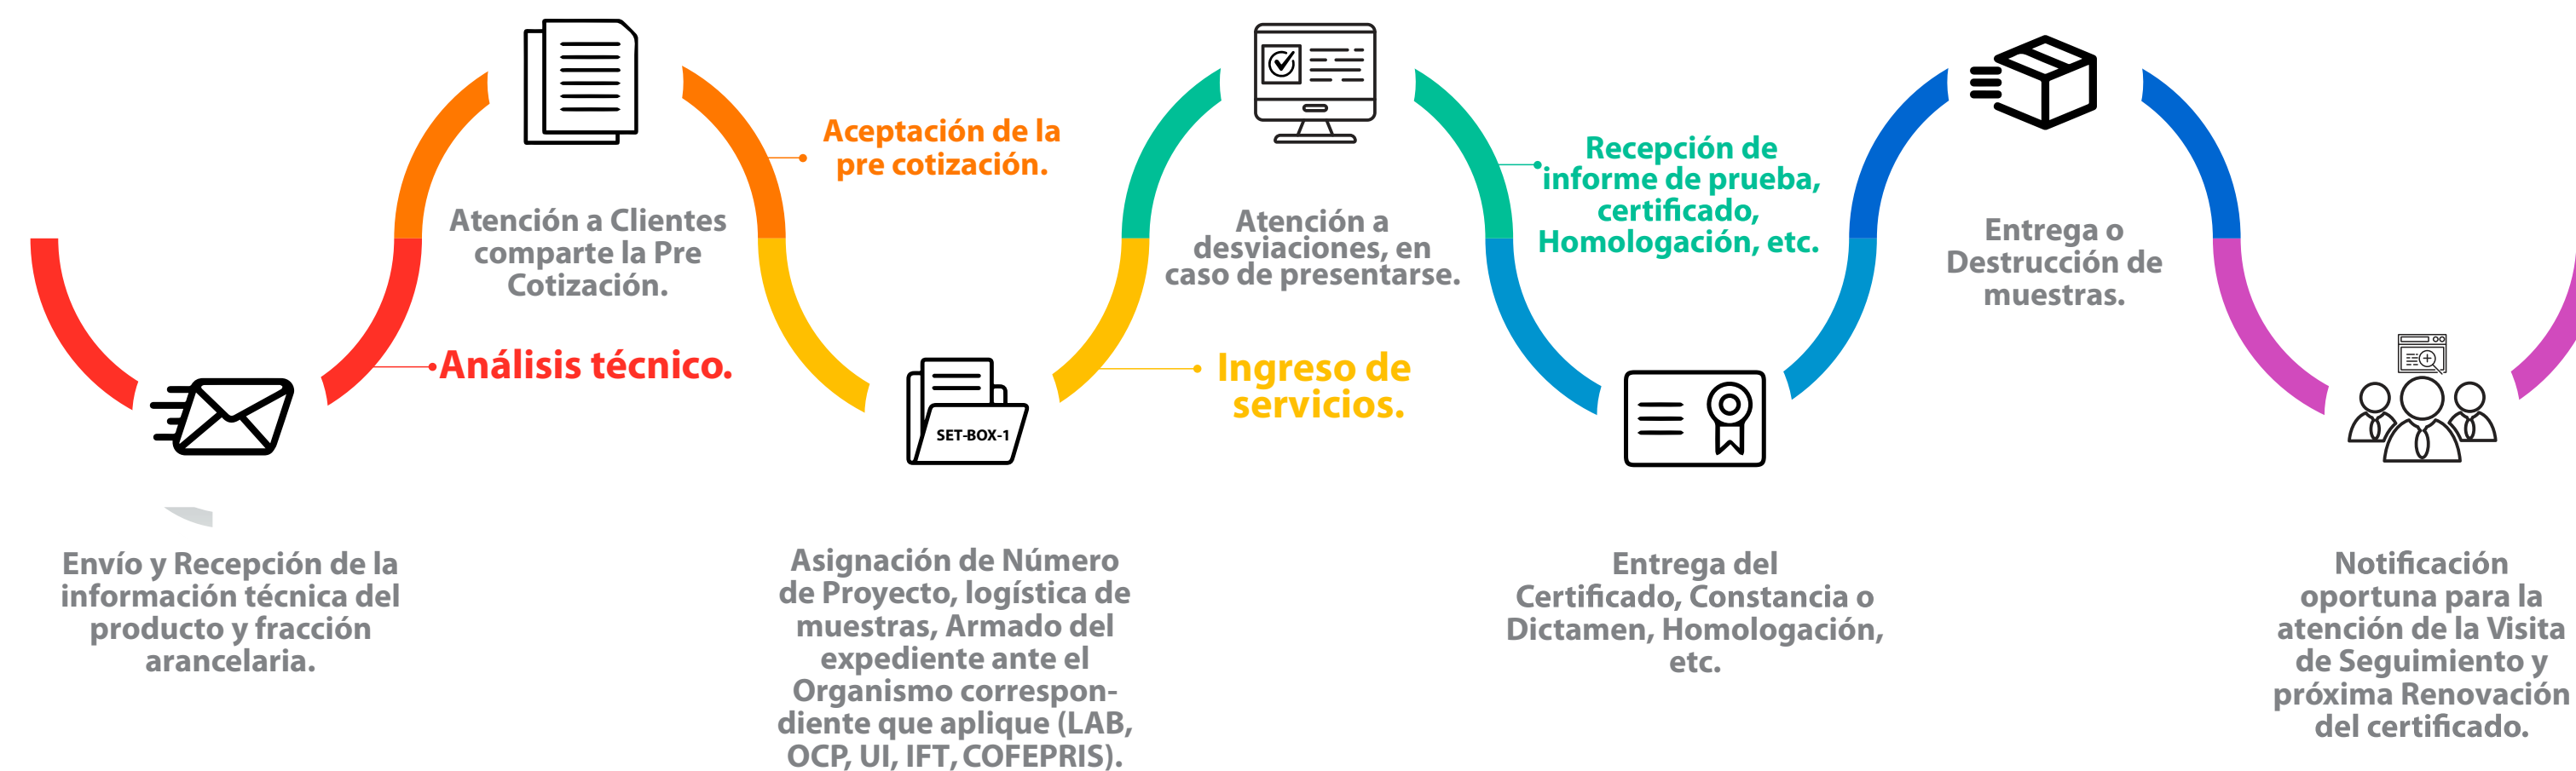 Envío y Recepción de la
información técnica del
producto y fracción
arancelaria.
Análisis técnico.
Atención a Clientes
comparte la Pre
Cotización.
Aceptación de la
pre cotización.
SET-BOX-1
Asignación de Número
de Proyecto, logística de
muestras, Armado del
expediente ante el
Organismo correspon-
diente que aplique (LAB,
OCP, UI, IFT, COFEPRIS).
Ingreso de
servicios.
Atención a
desviaciones, en
caso de presentarse.
Recepción de
informe de prueba,
certificado,
Homologación, etc.
Entrega del
Certificado, Constancia o
Dictamen, Homologación,
etc.
Entrega o
Destrucción de
muestras.
Notificación
oportuna para la
atención de la Visita
de Seguimiento y
próxima Renovación
del certificado.